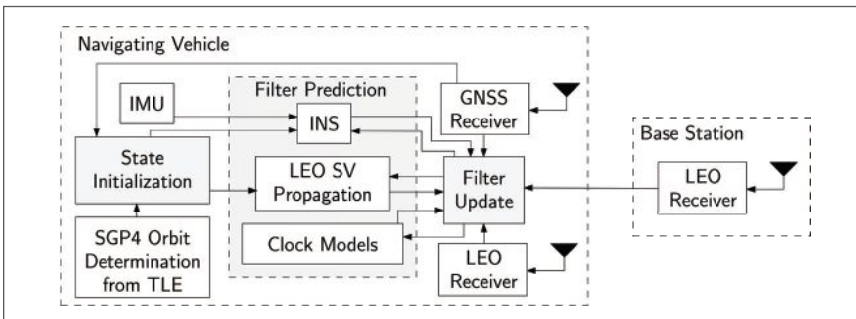 Navigating Vehicle
IMU
Filter Prediction
INS
GNSS
Receiver
Base Station
State
Initialization
LEO SV
Propagation
Filter
Update
LEO
Receiver
SGP4 Orbit
Determination
from TLE
Clock Models
LEO
Receiver